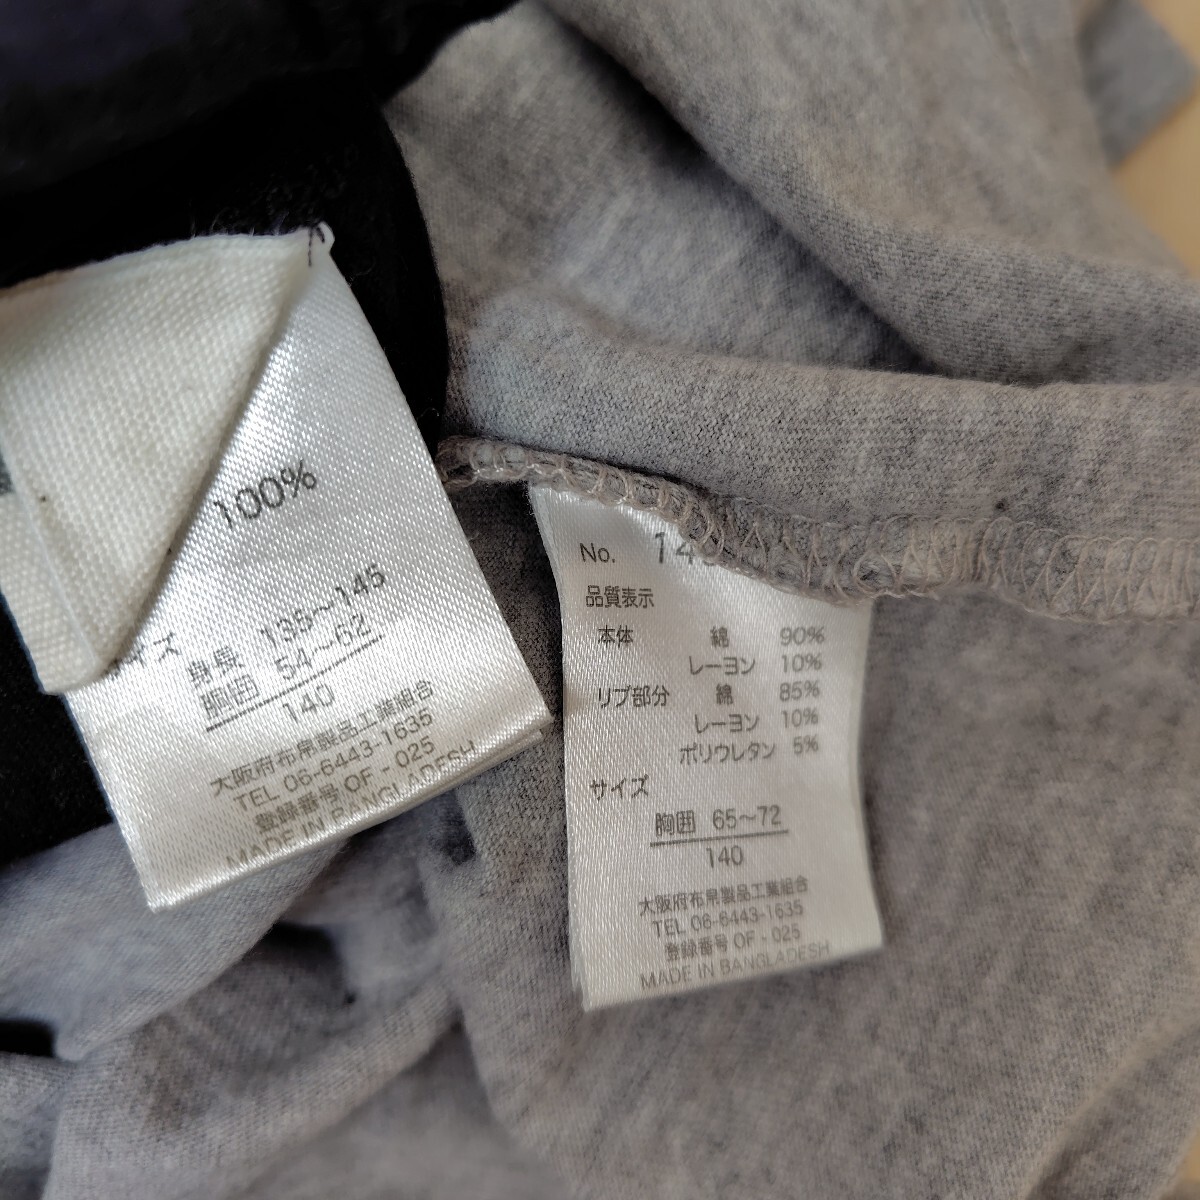 100%
サイズ
身長 135～145
胴囲 54～62
140
大阪府布帛製品工業組合
TEL 06-6443-1635
登録番号 OF - 025
MADE IN BANGLADESH
No.
品質表示
本体 綿 90%
レーヨン 10%
リブ部分 綿 85%
レーヨン 10%
ポリウレタン 5%
サイズ
胸囲 65～72
140
大阪府布帛製品工業組合
TEL 06-6443-1635
登録番号 OF - 025
MADE IN BANGLADESH